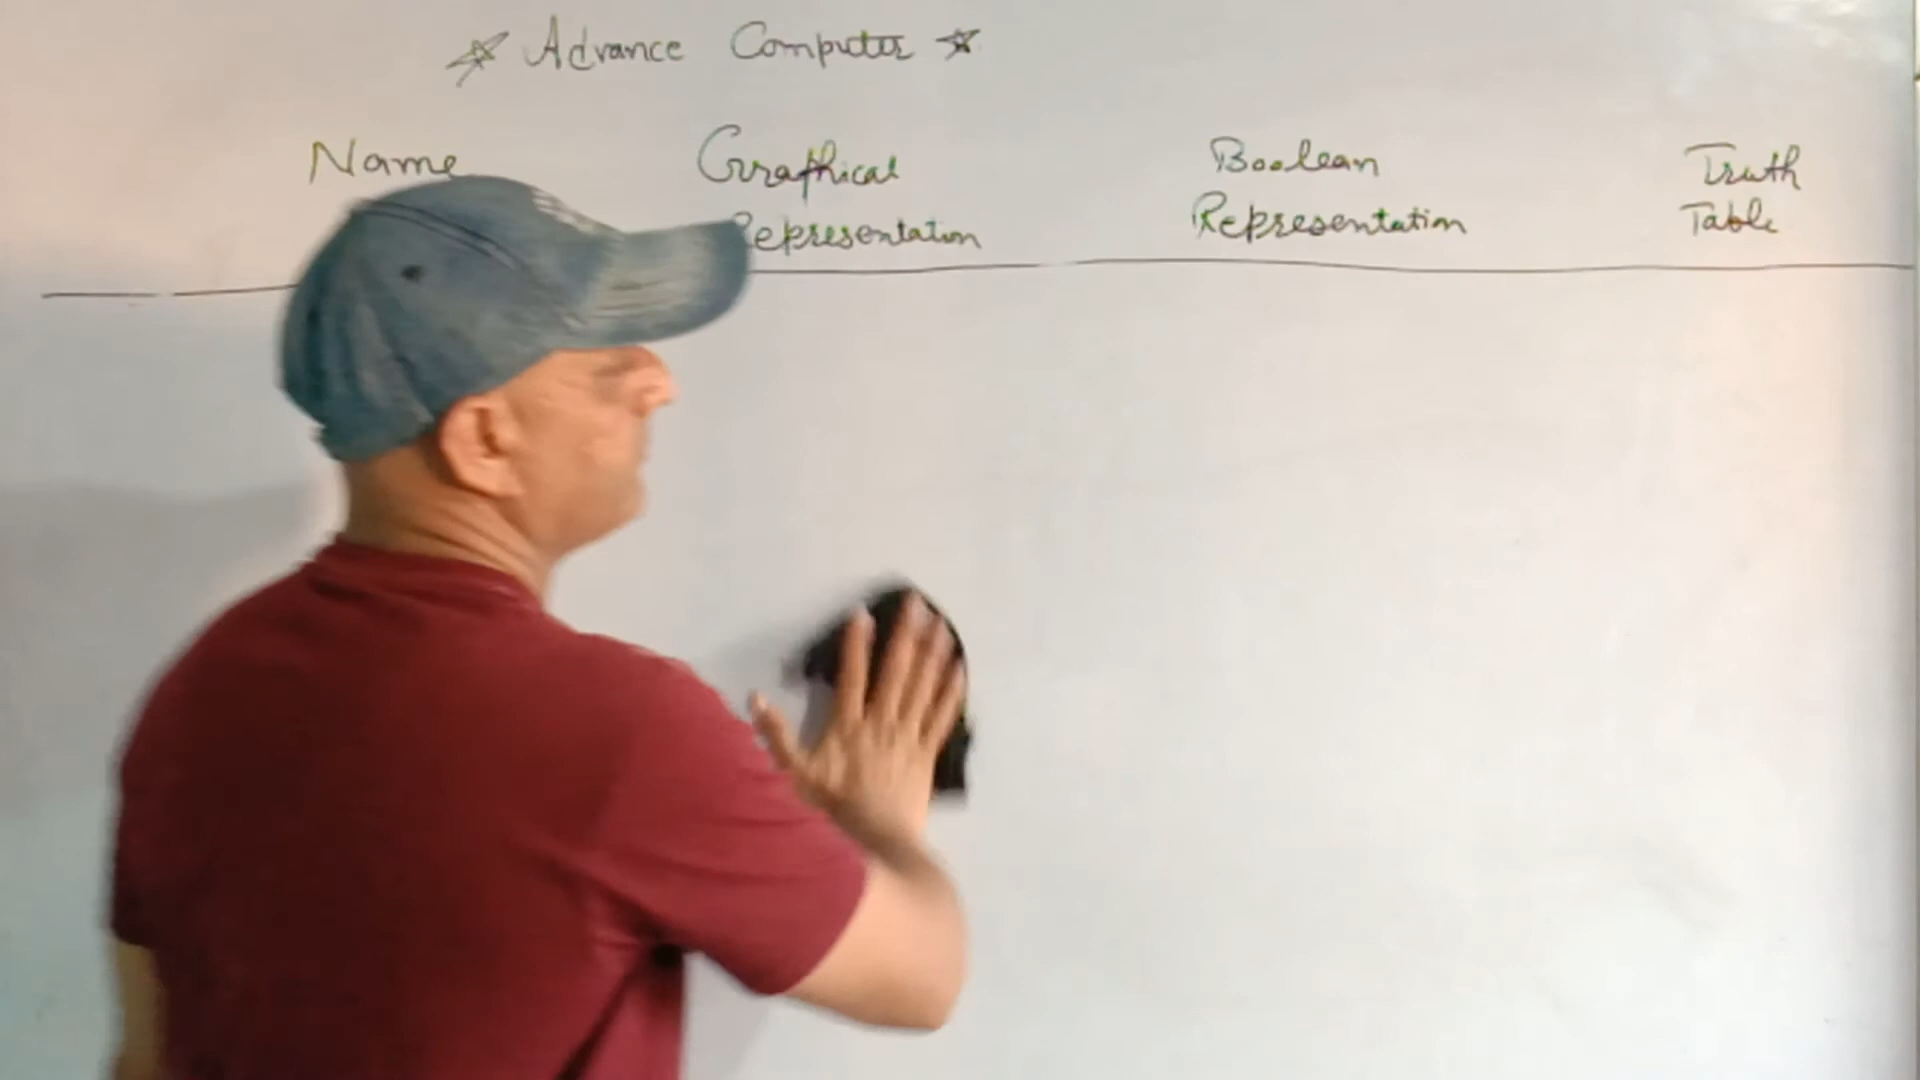 ☆ Advance Computer ☆
Name
Graphical
Representation
Boolean
Representation
Truth
Table